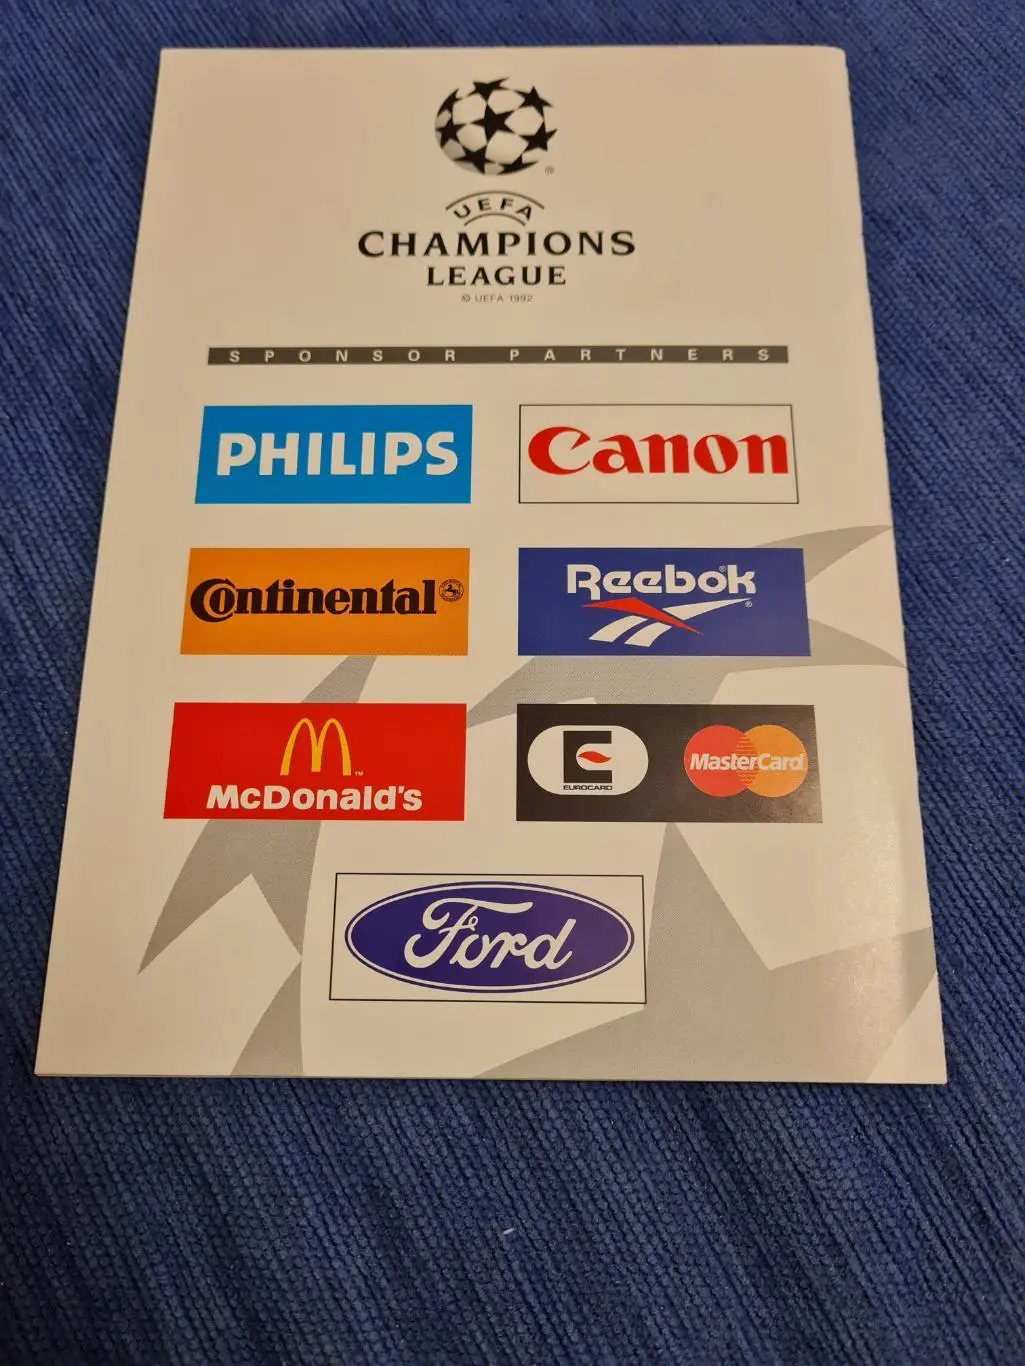 UEFA
CHAMPIONS
LEAGUE
© UEFA 1992
SPONSOR PARTNERS
PHILIPS
Canon
Continental
Reebok
McDonald's
EUROCARD
MasterCard
Ford